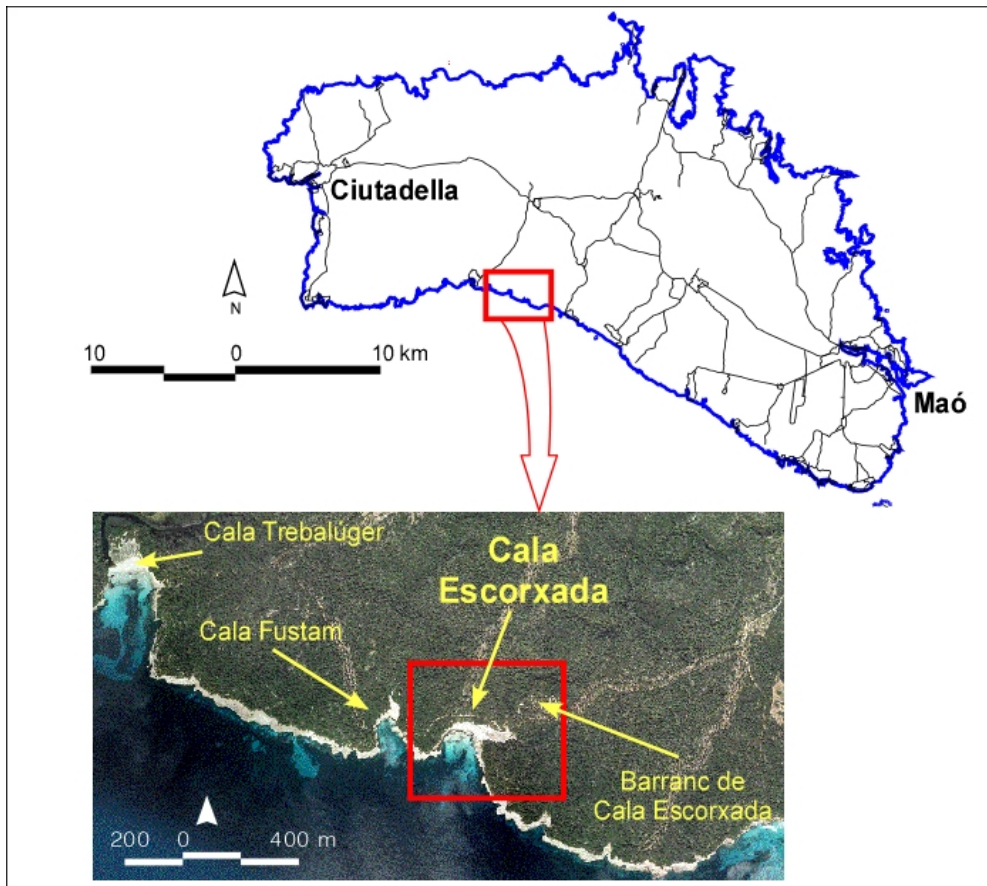 Ciutadella
N
10 0 10 km
Maó
Cala Trebalúger
Cala
Escorxada
Cala Fustam
Barranc de
Cala Escorxada
200 0 400 m